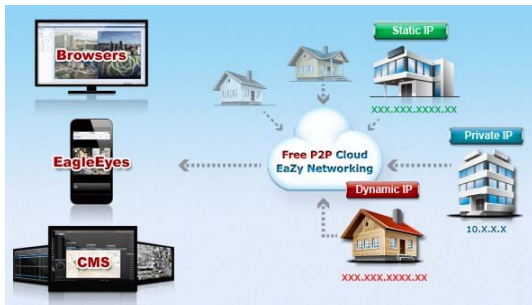 Browsers
EagleEyes
CMS
Free P2P Cloud
EaZy Networking
Static IP
XXX.XXX.XXXX.XX
Private IP
10.X.X.X
Dynamic IP
XXX.XXX.XXXX.XX